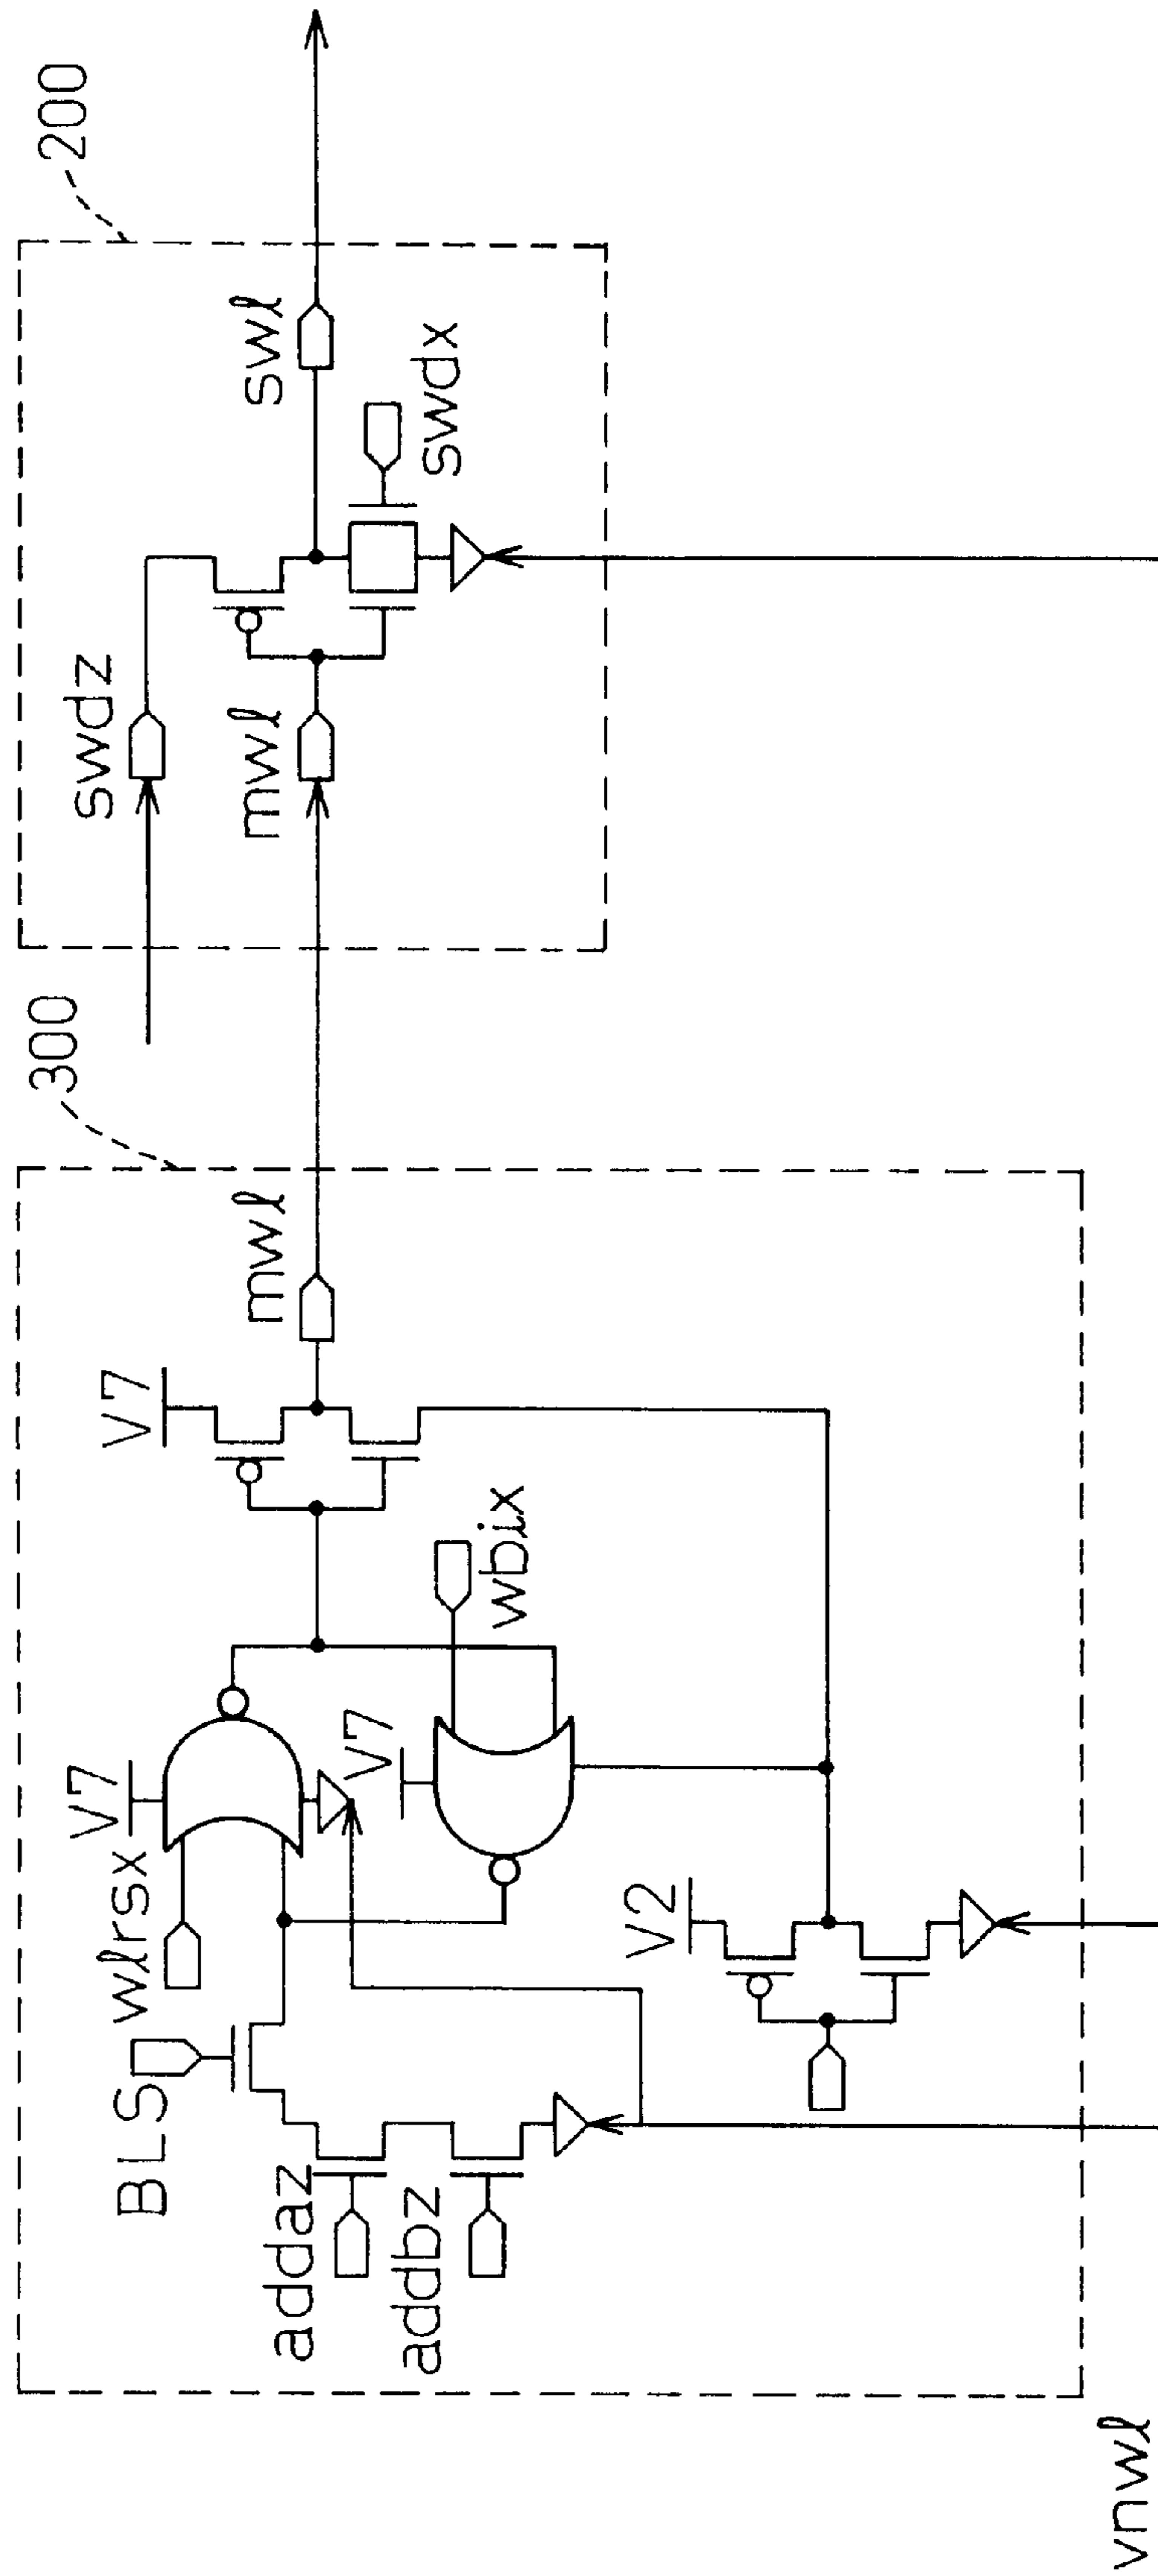 300
200
BLS
wlrsx
V7
V7
mwl
swdz
mwl
swl
addaz
addbz
V7
wbix
swdx
V2
vnwl